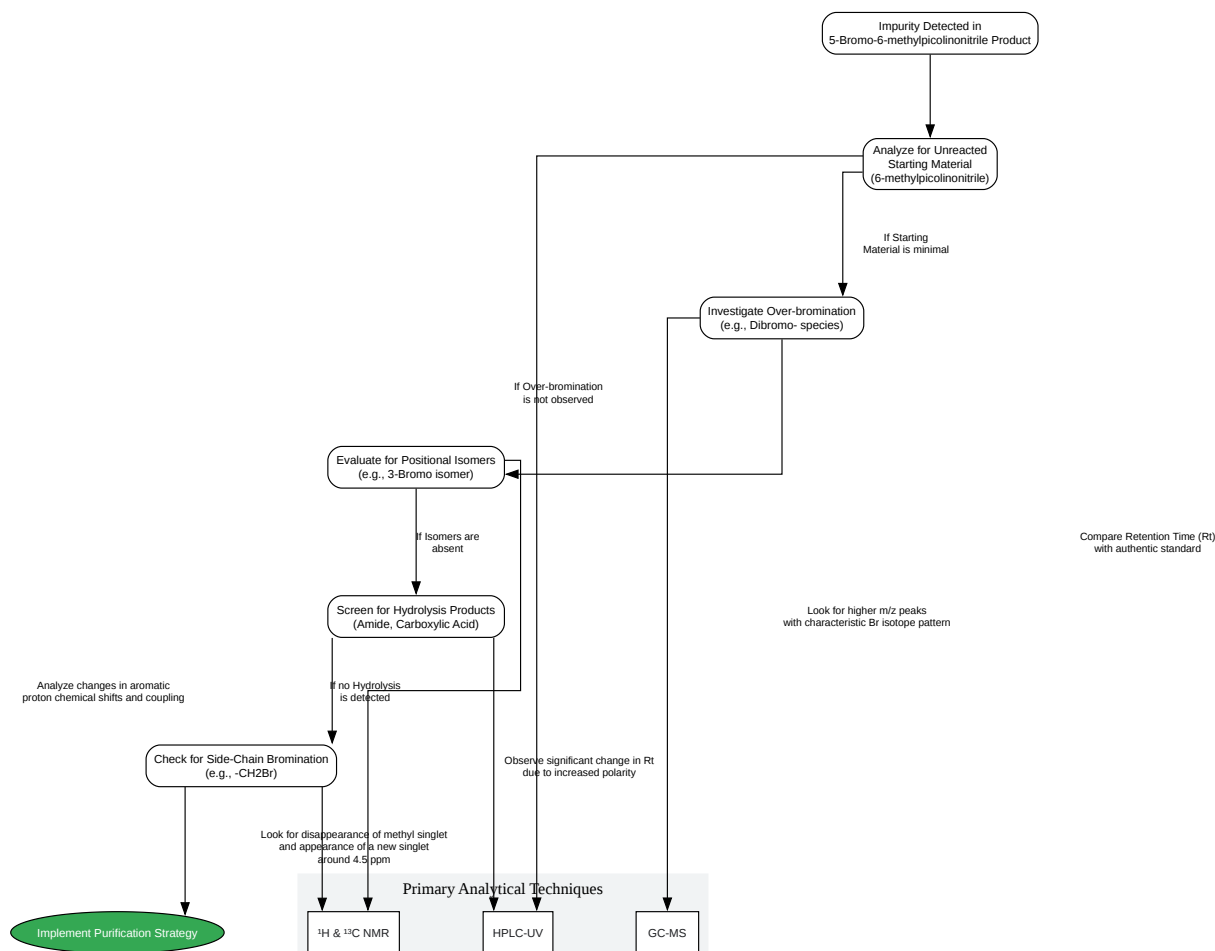 Impurity Detected in
5-Bromo-6-methylpicolinonitrile Product
Analyze for Unreacted
Starting Material
(6-methylpicolinonitrile)
If Starting
Material is minimal
Investigate Over-bromination
(e.g., Dibromo- species)
If Over-bromination
is not observed
Evaluate for Positional Isomers
(e.g., 3-Bromo isomer)
If Isomers are
absent
Compare Retention Time (Rt)
with authentic standard
Screen for Hydrolysis Products
(Amide, Carboxylic Acid)
Look for higher m/z peaks
with characteristic Br isotope pattern
Analyze changes in aromatic
proton chemical shifts and coupling
If no Hydrolysis
is detected
Check for Side-Chain Bromination
(e.g., -CH2Br)
Observe significant change in Rt
due to increased polarity
Look for disappearance of methyl singlet
and appearance of a new singlet
around 4.5 ppm
Primary Analytical Techniques
Implement Purification Strategy
¹H & ¹³C NMR
HPLC-UV
GC-MS